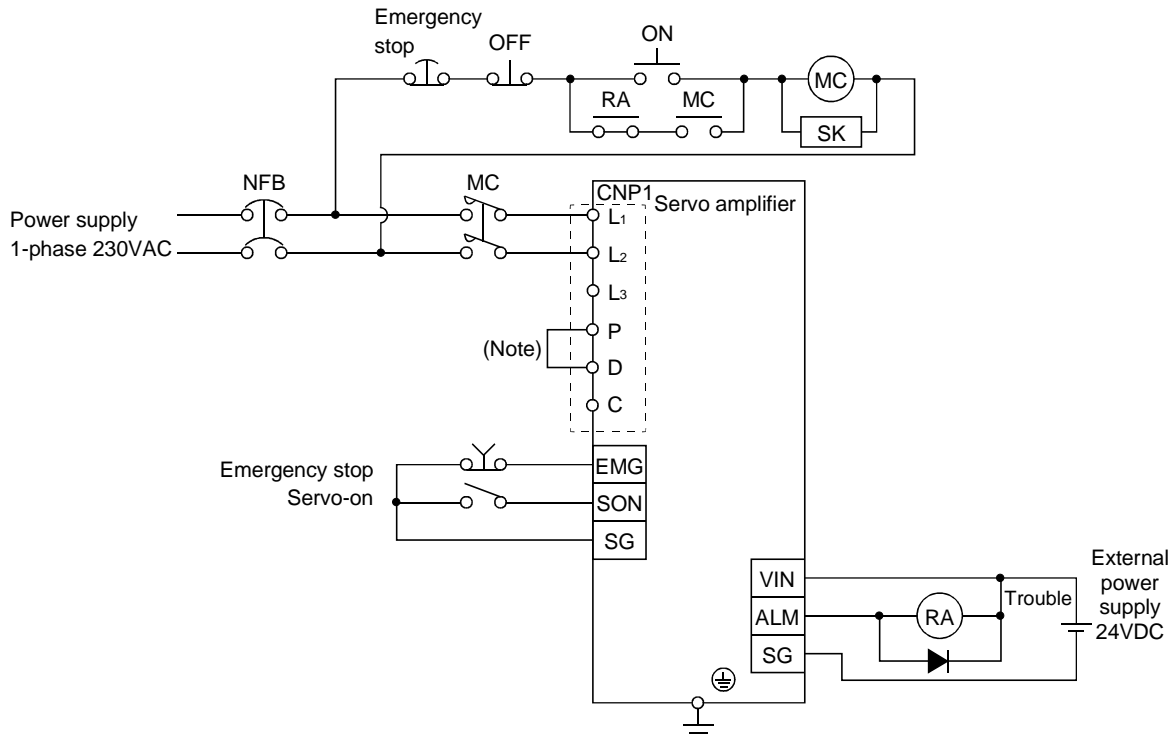 Emergency
stop
OFF
ON
RA
MC
MC
SK
NFB
MC
CNP1
Servo amplifier
Power supply
1-phase 230VAC
L1
L2
L3
P
(Note)
D
C
Emergency stop
Servo-on
EMG
SON
SG
VIN
ALM
SG
RA
Trouble
External
power
supply
24VDC